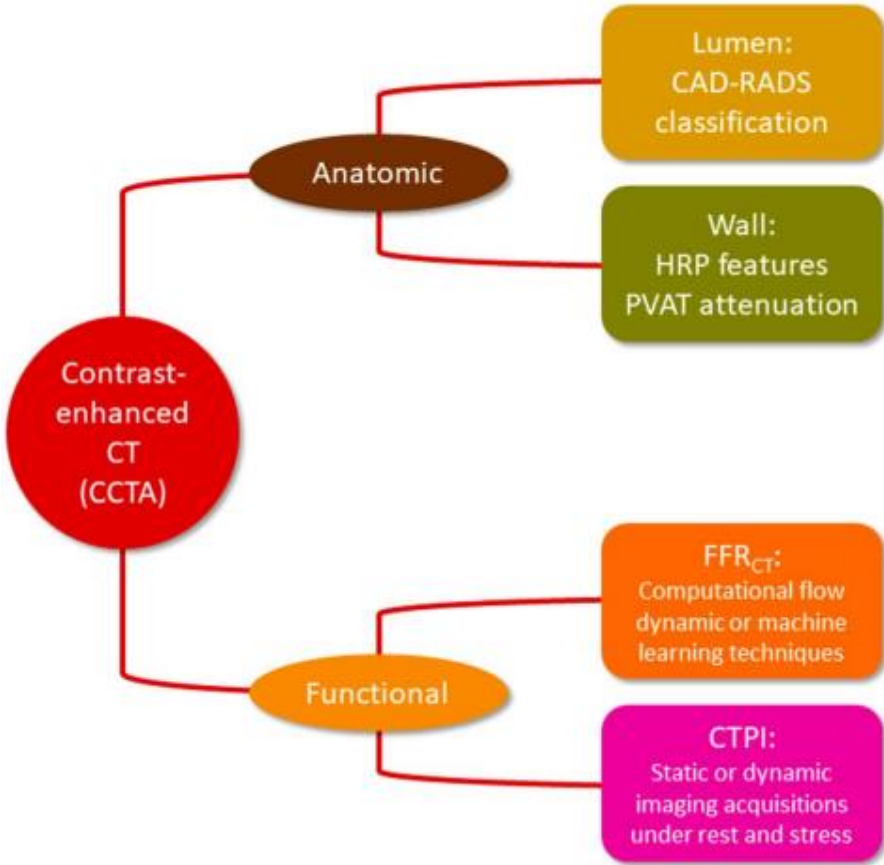 Lumen:
CAD-RADS
classification
Anatomic
Wall:
HRP features
PVAT attenuation
Contrast-
enhanced
CT
(CCTA)
FFRCT:
Computational flow
dynamic or machine
learning techniques
Functional
CTPI:
Static or dynamic
imaging acquisitions
under rest and stress